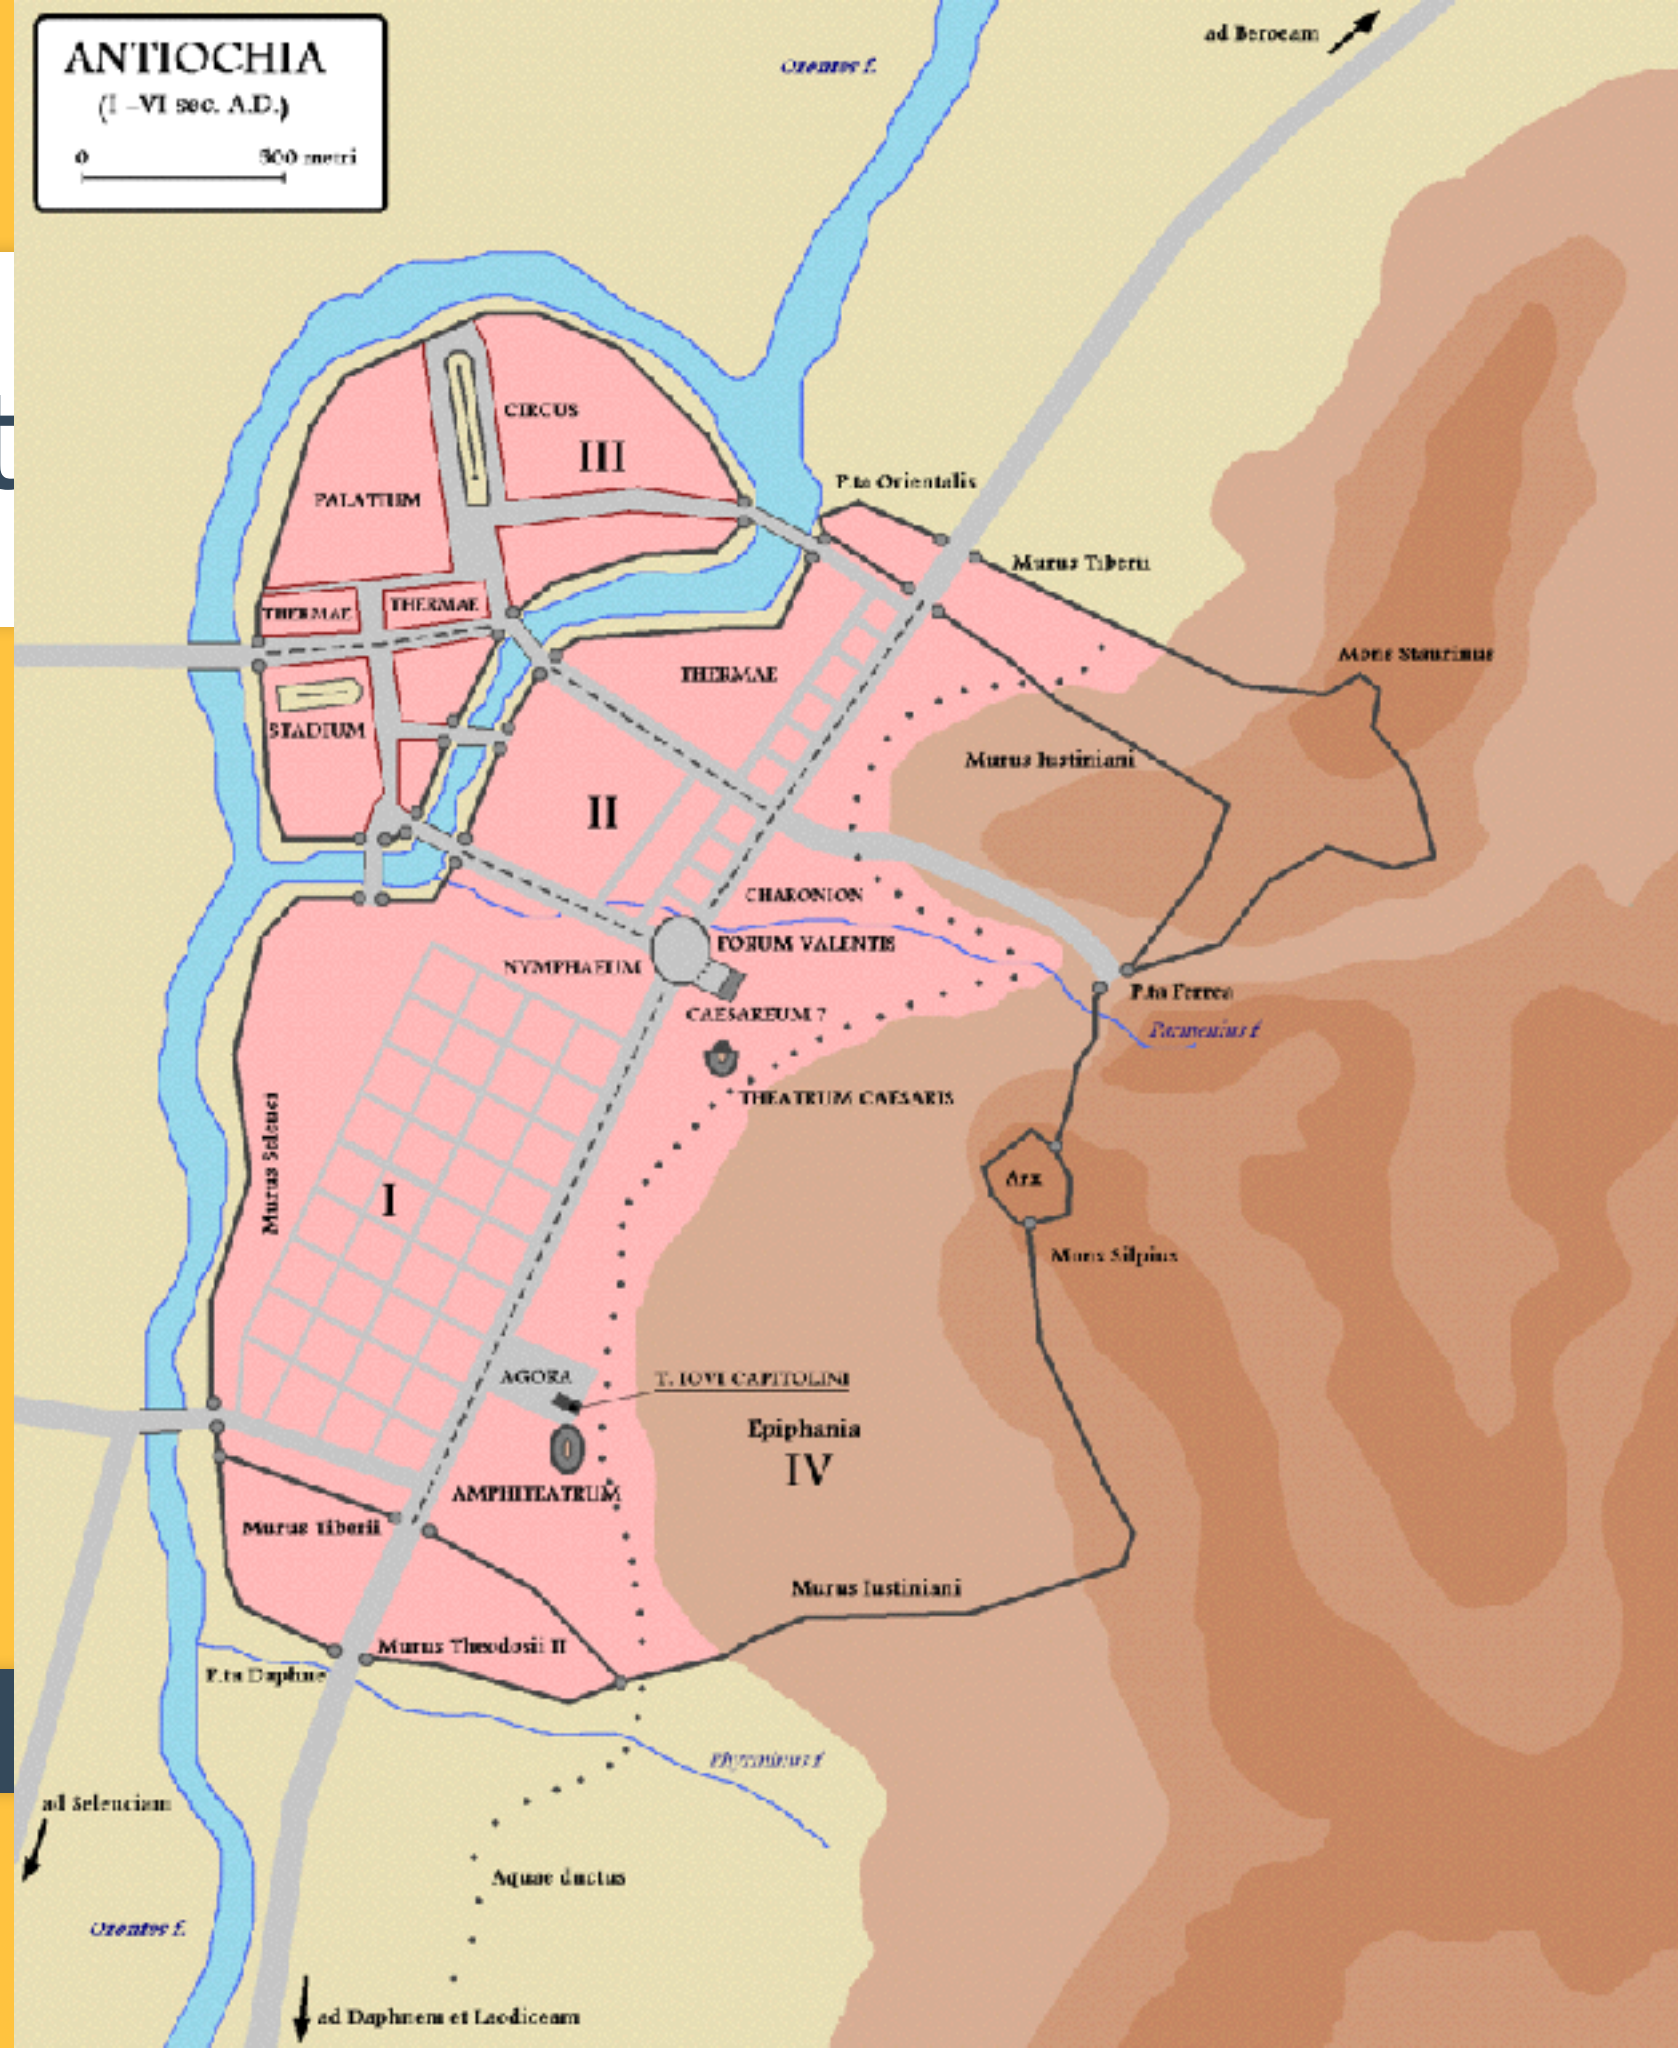 ANTIOCHIA
(I -VI sec. A.D.)
0 500 metri
Orontes f.
ad Beroeam
CIRCUS
III
PALATIUM
P.ta Orientalis
Murus Tiberii
THERMAE
THERMAE
Mons Staurinus
THERMAE
STADIUM
Murus Iustiniani
II
CHARONION
FORUM VALENTIS
NYMPHAEUM
P.ta Ferrea
CAESAREUM ?
Parmenius f
THEATRUM CAESARIS
Murus Seleuci
Arx
I
Mons Silpius
AGORA
T. IOVI CAPITOLINI
Epiphania
IV
AMPHITEATRUM
Murus Tiberii
Murus Iustiniani
Murus Theodosii II
P.ta Daphne
Phyrminus f
ad Seleuciam
Aquae ductus
Orontes f.
ad Daphnem et Laodiceam